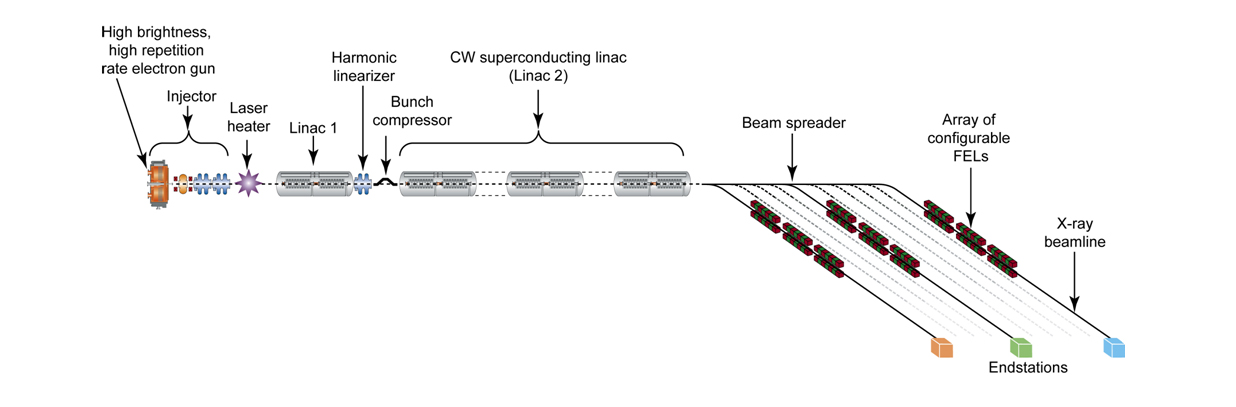 High brightness,
high repetition
rate electron gun
Injector
Laser
heater
Linac 1
Harmonic
linearizer
Bunch
compressor
CW superconducting linac
(Linac 2)
Beam spreader
Array of
configurable
FELs
X-ray
beamline
Endstations